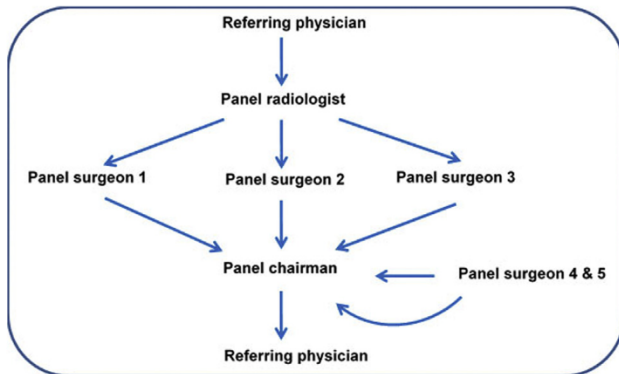 Referring physician
Panel radiologist
Panel surgeon 1
Panel surgeon 2
Panel surgeon 3
Panel chairman
Panel surgeon 4 & 5
Referring physician